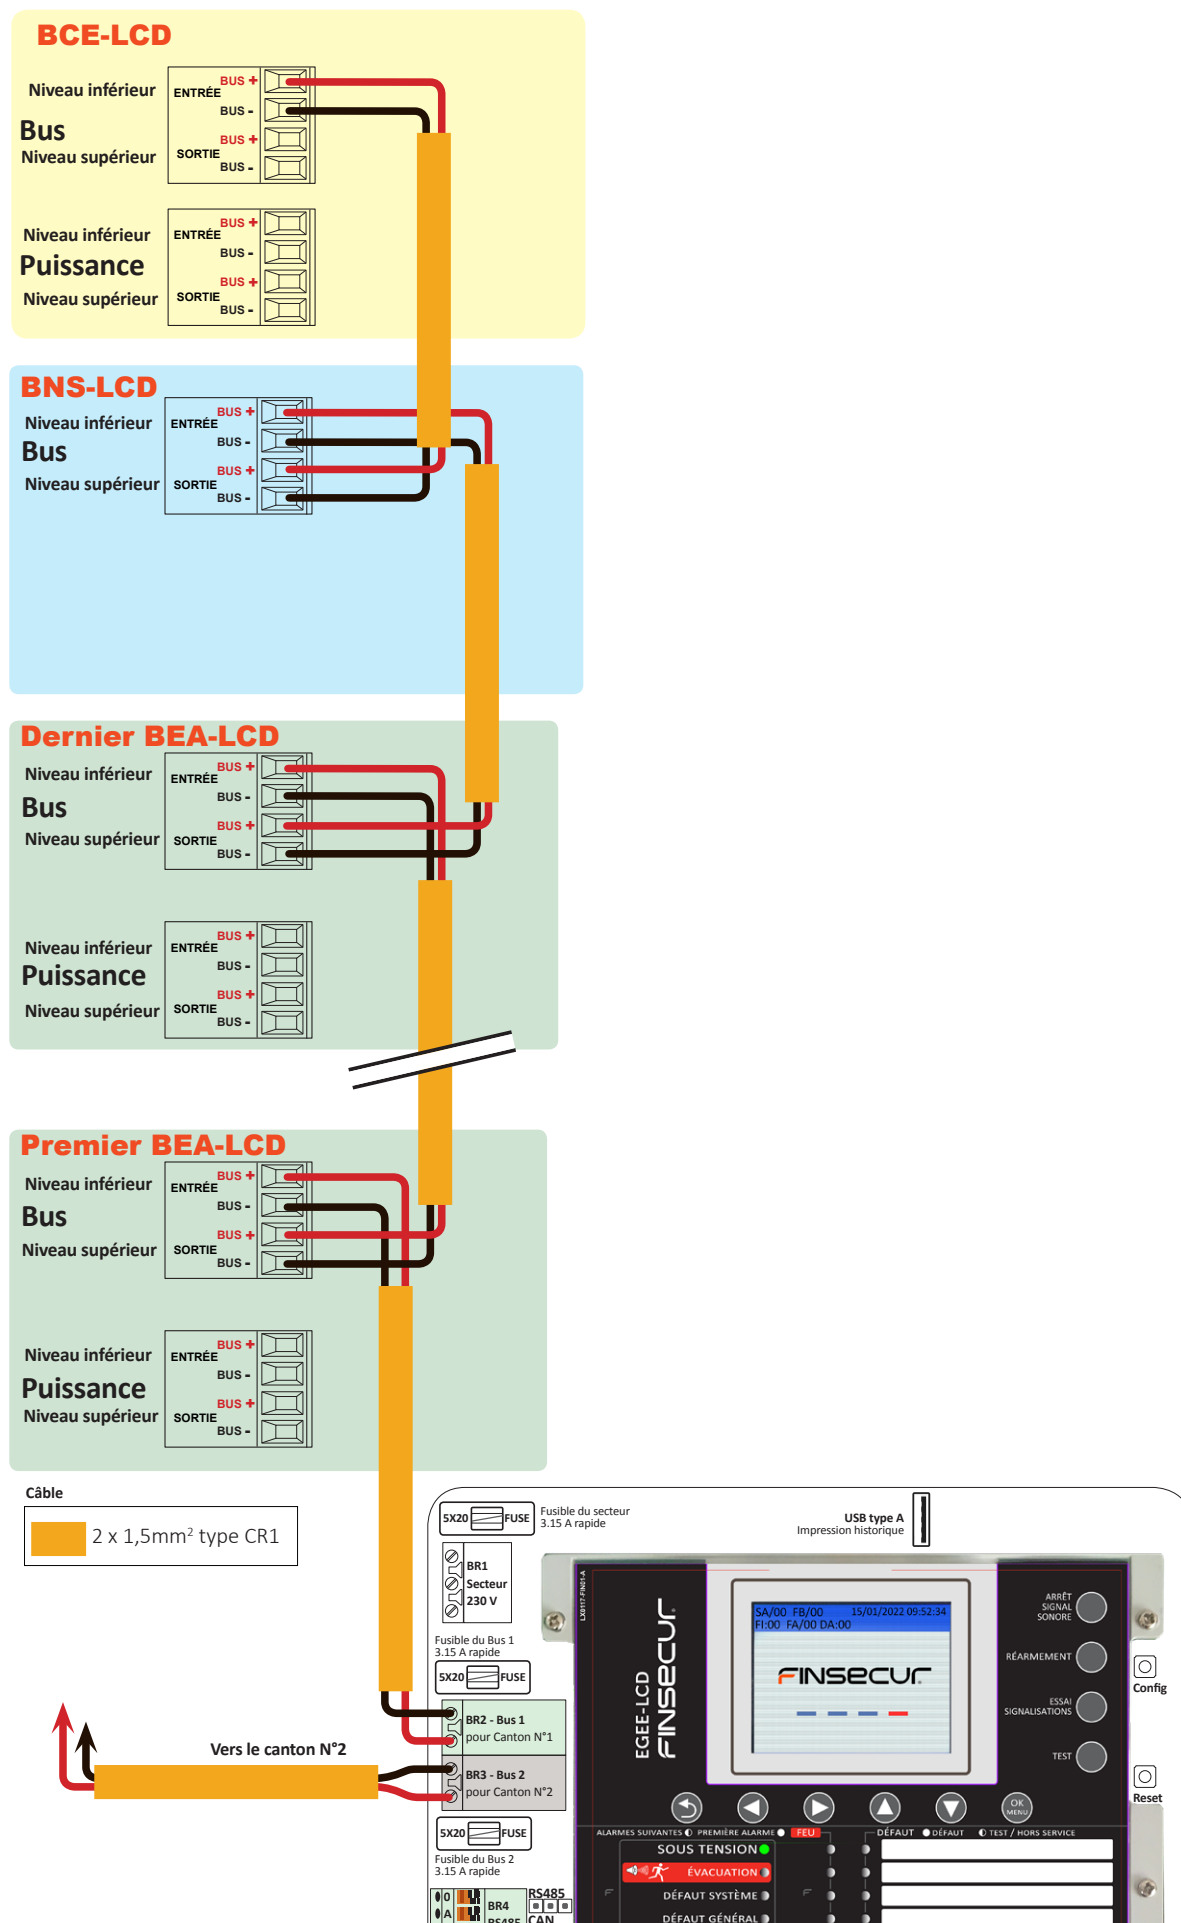 BCE-LCD
Niveau inférieur
Bus
Niveau supérieur
ENTRÉE
BUS +
BUS -
SORTIE
BUS +
BUS -
Niveau inférieur
Puissance
Niveau supérieur
ENTRÉE
BUS +
BUS -
SORTIE
BUS +
BUS -
BNS-LCD
Niveau inférieur
Bus
Niveau supérieur
ENTRÉE
BUS +
BUS -
SORTIE
BUS +
BUS -
Dernier BEA-LCD
Niveau inférieur
Bus
Niveau supérieur
ENTRÉE
BUS +
BUS -
SORTIE
BUS +
BUS -
Niveau inférieur
Puissance
Niveau supérieur
ENTRÉE
BUS +
BUS -
SORTIE
BUS +
BUS -
Premier BEA-LCD
Niveau inférieur
Bus
Niveau supérieur
ENTRÉE
BUS +
BUS -
SORTIE
BUS +
BUS -
Niveau inférieur
Puissance
Niveau supérieur
ENTRÉE
BUS +
BUS -
SORTIE
BUS +
BUS -
Câble
2 x 1,5mm² type CR1
Vers le canton N°2
5X20 FUSE
Fusible du secteur
3.15 A rapide
USB type A
Impression historique
BR1
Secteur
230 V
Fusible du Bus 1
3.15 A rapide
5X20 FUSE
BR2 - Bus 1
pour Canton N°1
BR3 - Bus 2
pour Canton N°2
5X20 FUSE
Fusible du Bus 2
3.15 A rapide
0
A
BR4
RS485
RS485
CAN
LX0117-FIN01-A
EGEE-LCD
FINSECUR
SA/00 FB/00 15/01/2022 09:52:34
FI:00 FA/00 DA:00
FINSECUR.
ARRÊT
SIGNAL
SONORE
RÉARMEMENT
ESSAI
SIGNALISATIONS
TEST
Config
Reset
OK
MENU
ALARMES SUIVANTES PREMIÈRE ALARME FEU
DÉFAUT DÉFAUT TEST / HORS SERVICE
SOUS TENSION
ÉVACUATION
DÉFAUT SYSTÈME
DÉFAUT GÉNÉRAL